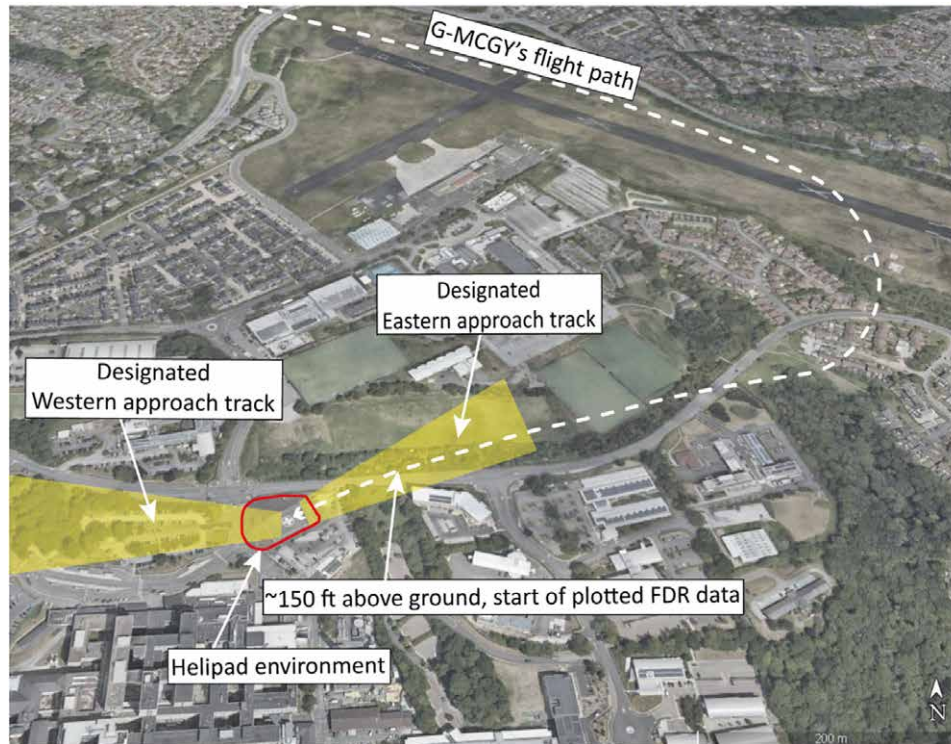 G-MCGY's flight path
Designated
Eastern approach track
Designated
Western approach track
~150 ft above ground, start of plotted FDR data
Helipad environment
N
200 m